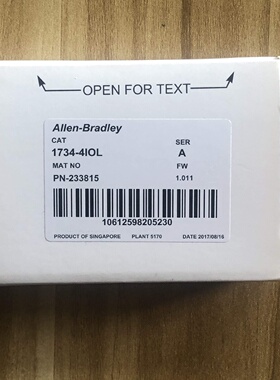 OPEN FOR TEXT
Allen-Bradley
CAT SER
1734-4IOL A
MAT NO FW
PN-233815 1.011
10612598205230
PRODUCT OF SINGAPORE PLANT 5170 DATE 2017/08/16